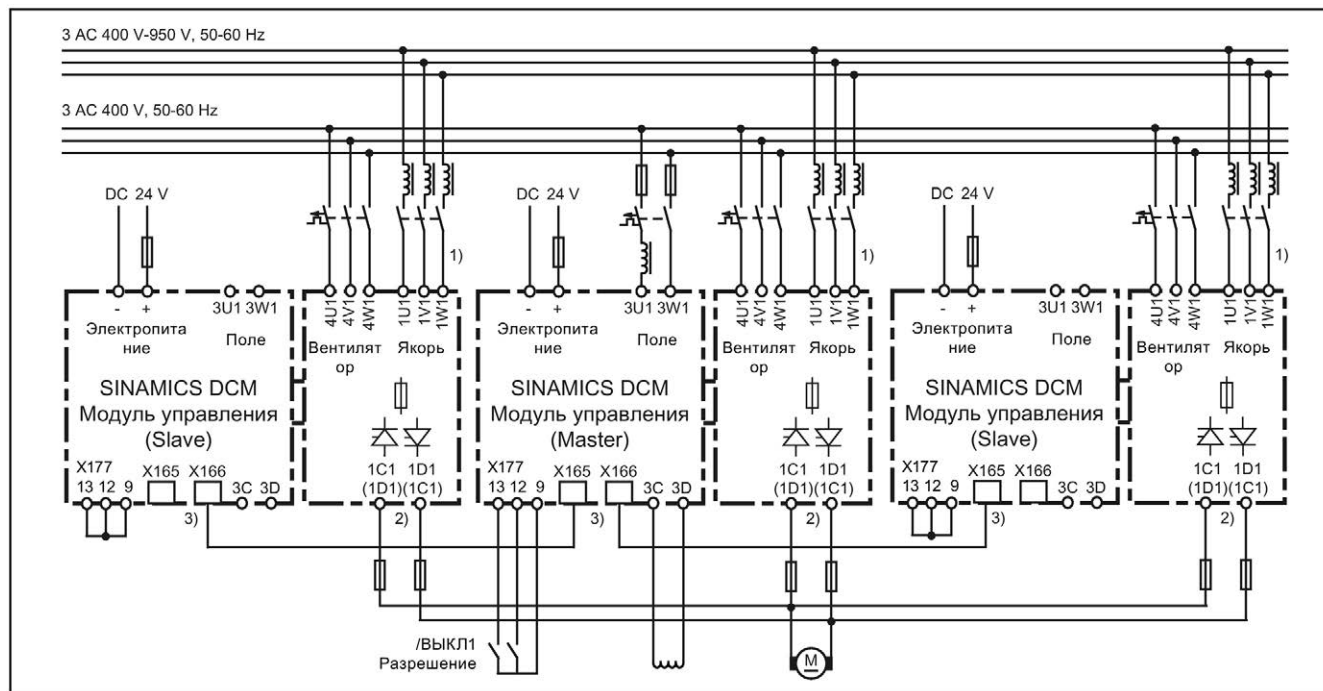 3 AC 400 V-950 V, 50-60 Hz
3 AC 400 V, 50-60 Hz
DC 24 V
DC 24 V
DC 24 V
1)
1)
1)
- +
3U1 3W1
4U1 4V1 4W1 1U1 1V1 1W1
- +
3U1 3W1
4U1 4V1 4W1 1U1 1V1 1W1
- +
3U1 3W1
4U1 4V1 4W1 1U1 1V1 1W1
Электропита
ние
Поле
Вентилят
ор
Якорь
Электропита
ние
Поле
Вентилят
ор
Якорь
Электропита
ние
Поле
Вентилят
ор
Якорь
SINAMICS DCM
Модуль управления
(Slave)
SINAMICS DCM
Модуль управления
(Master)
SINAMICS DCM
Модуль управления
(Slave)
X177
13 12 9
X165 X166
3C 3D
1C1 1D1
(1D1)(1C1)
X177
13 12 9
X165 X166
3C 3D
1C1 1D1
(1D1)(1C1)
X177
13 12 9
X165 X166
3C 3D
1C1 1D1
(1D1)(1C1)
3)
2)
3)
2)
3)
2)
/ВЫКЛ1
Разрешение
M